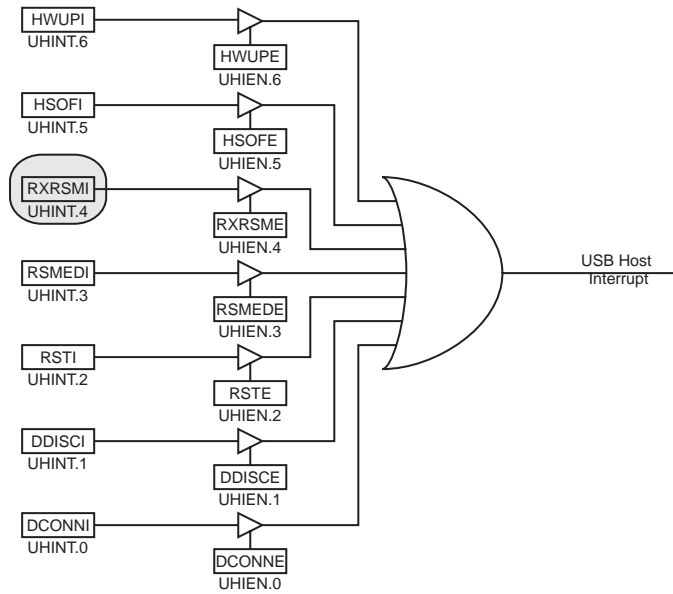 HWUPI
UHINT.6
HWUPE
UHIEN.6
HSOFI
UHINT.5
HSOFE
UHIEN.5
RXRSMI
UHINT.4
RXRSME
UHIEN.4
RSMEDI
UHINT.3
RSMEDE
UHIEN.3
RSTI
UHINT.2
RSTE
UHIEN.2
DDISCI
UHINT.1
DDISCE
UHIEN.1
DCONNI
UHINT.0
DCONNE
UHIEN.0
USB Host
Interrupt